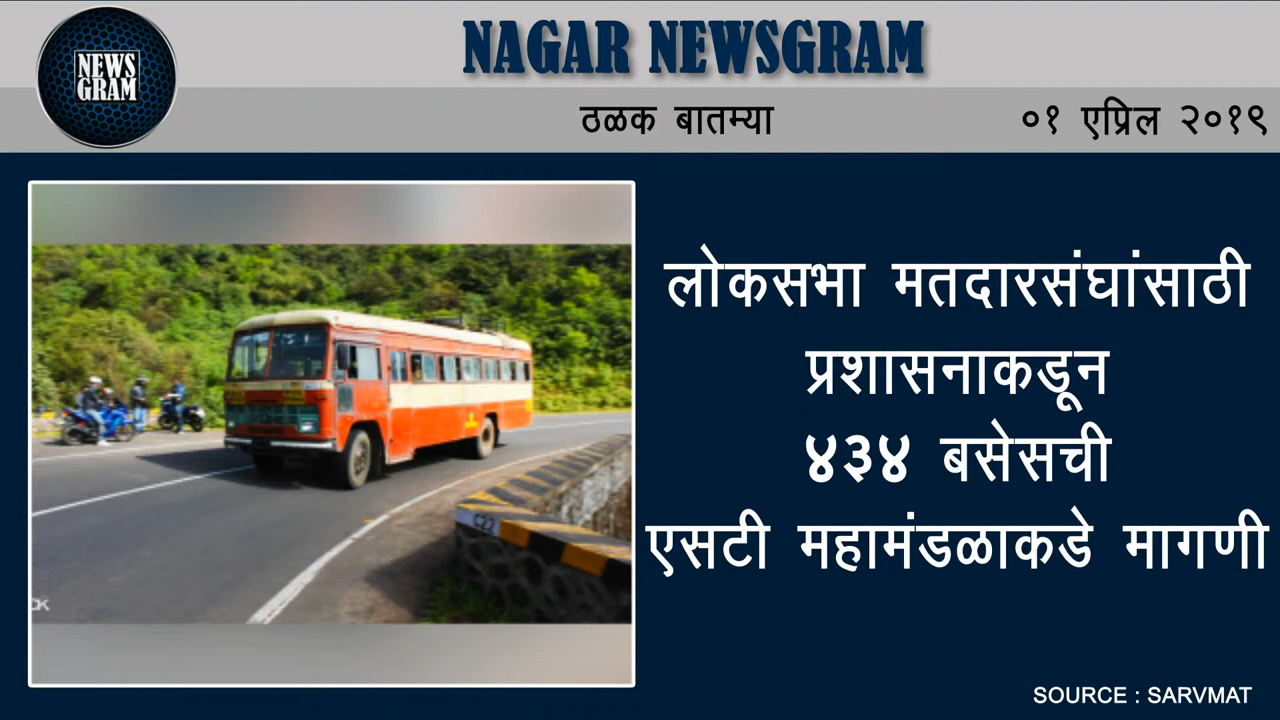 NEWS
GRAM
NAGAR NEWSGRAM
ठळक बातम्या
०१ एप्रिल २०१९
लोकसभा मतदारसंघांसाठी
प्रशासनाकडून
४३४ बसेसची
एसटी महामंडळाकडे मागणी
C22
SOURCE : SARVMAT